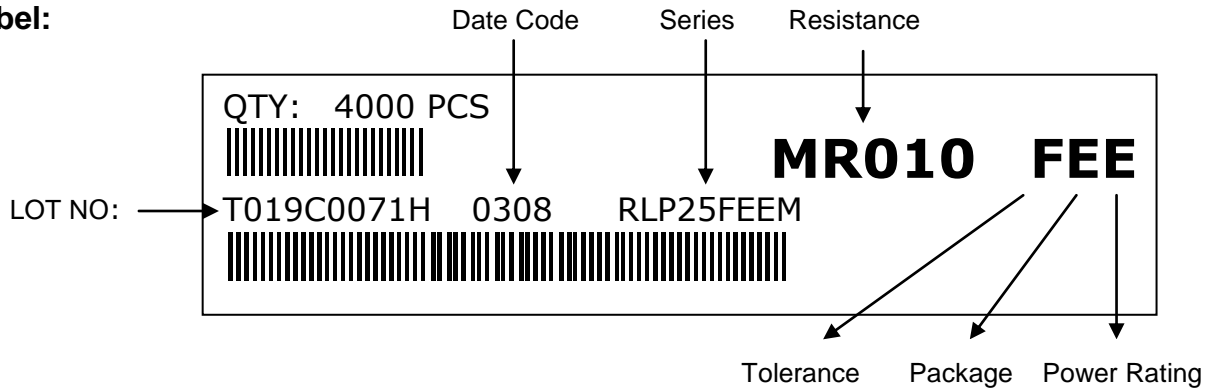 bel:
Date Code Series Resistance
QTY: 4000 PCS
MR010 FEE
LOT NO: T019C0071H 0308 RLP25FEEM
Tolerance Package Power Rating